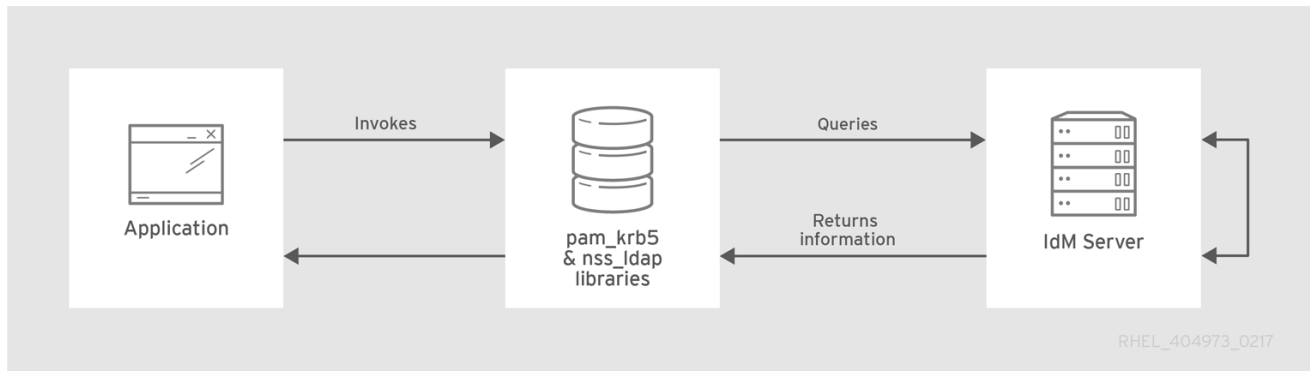 Invokes
Queries
Application
pam_krb5
& nss_ldap
libraries
Returns
information
IdM Server
RHEL_404973_0217